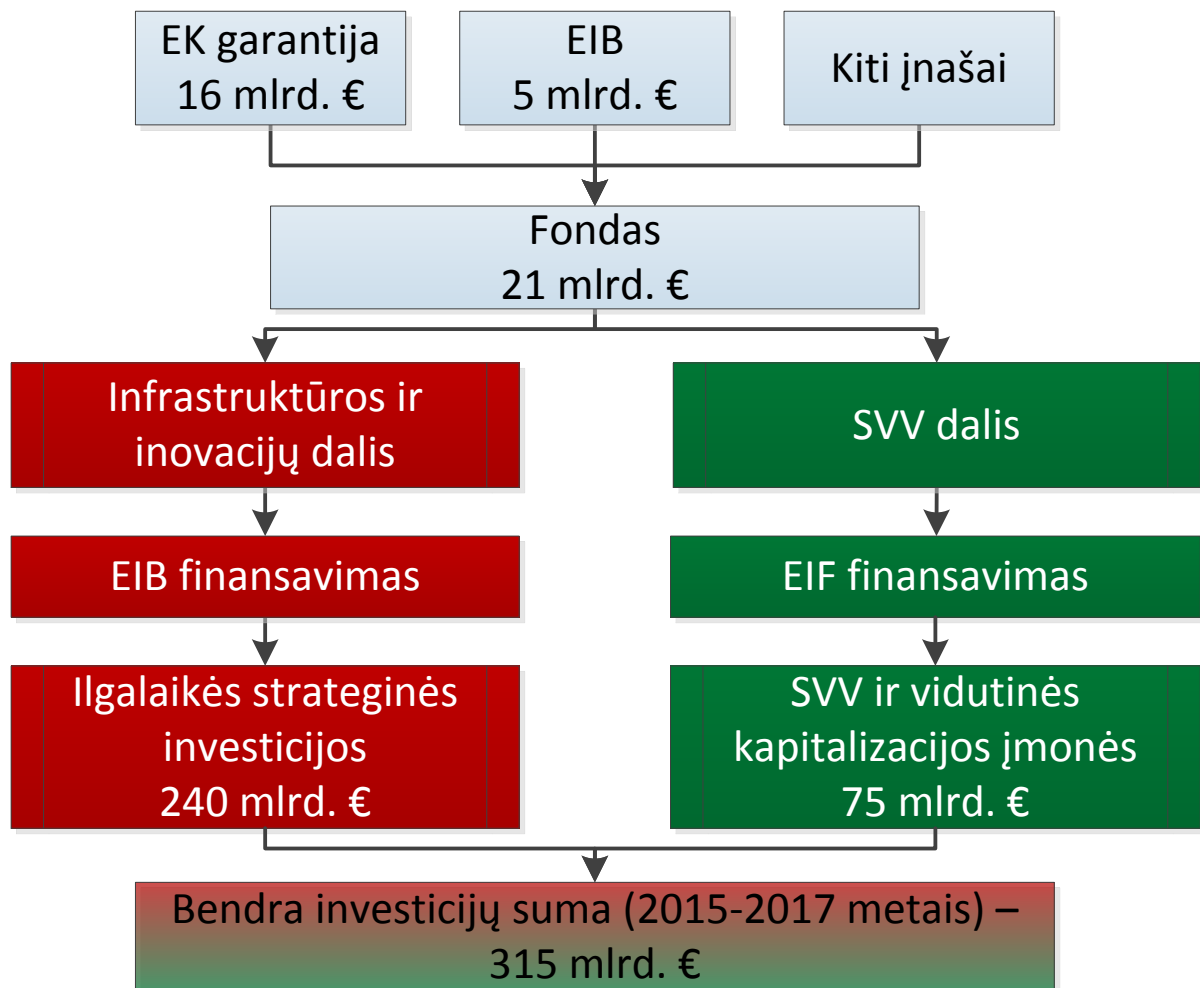 EK garantija
16 mlrd. €
EIB
5 mlrd. €
Kiti įnašai
Fondas
21 mlrd. €
Infrastruktūros ir
inovacijų dalis
SVV dalis
EIB finansavimas
EIF finansavimas
Ilgalaikės strateginės
investicijos
240 mlrd. €
SVV ir vidutinės
kapitalizacijos įmonės
75 mlrd. €
Bendra investicijų suma (2015-2017 metais) –
315 mlrd. €